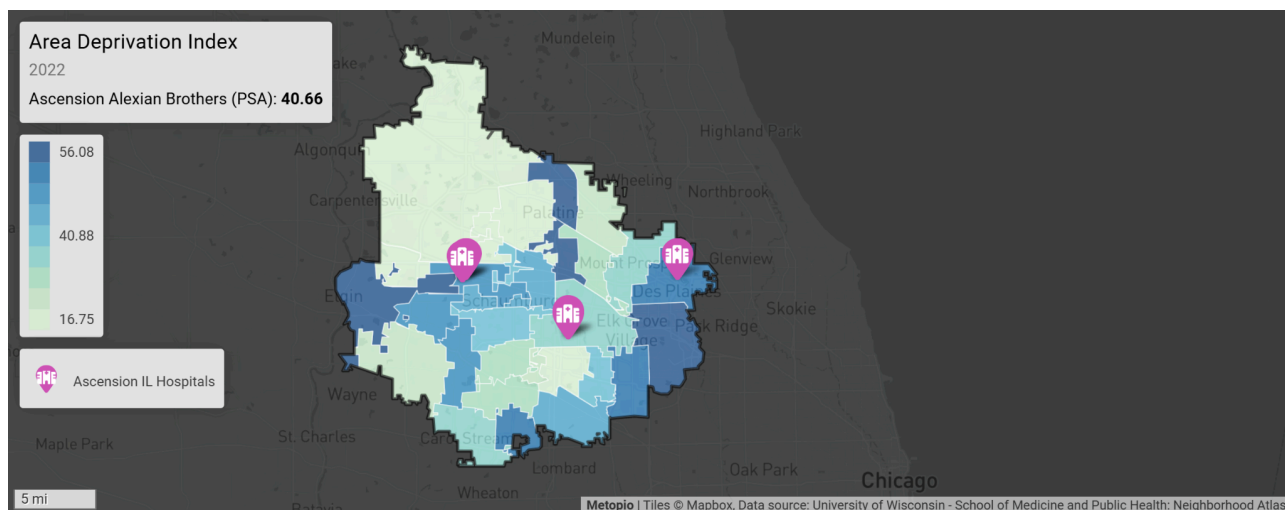 Area Deprivation Index
2022
Ascension Alexian Brothers (PSA): 40.66
56.08
40.88
16.75
Ascension IL Hospitals
Mundelein
Highland Park
Algonquin
Wheeling
Northbrook
Carpentersville
Palatine
Glenview
Mount Prosp
Elgin
Schaumburg
Des Plaines
Skokie
Elk Grove
Village
Park Ridge
Wayne
St. Charles
Carol Stream
Maple Park
Lombard
Oak Park
Wheaton
Chicago
Batavia
5 mi
Metopio | Tiles © Mapbox, Data source: University of Wisconsin - School of Medicine and Public Health: Neighborhood Atlas